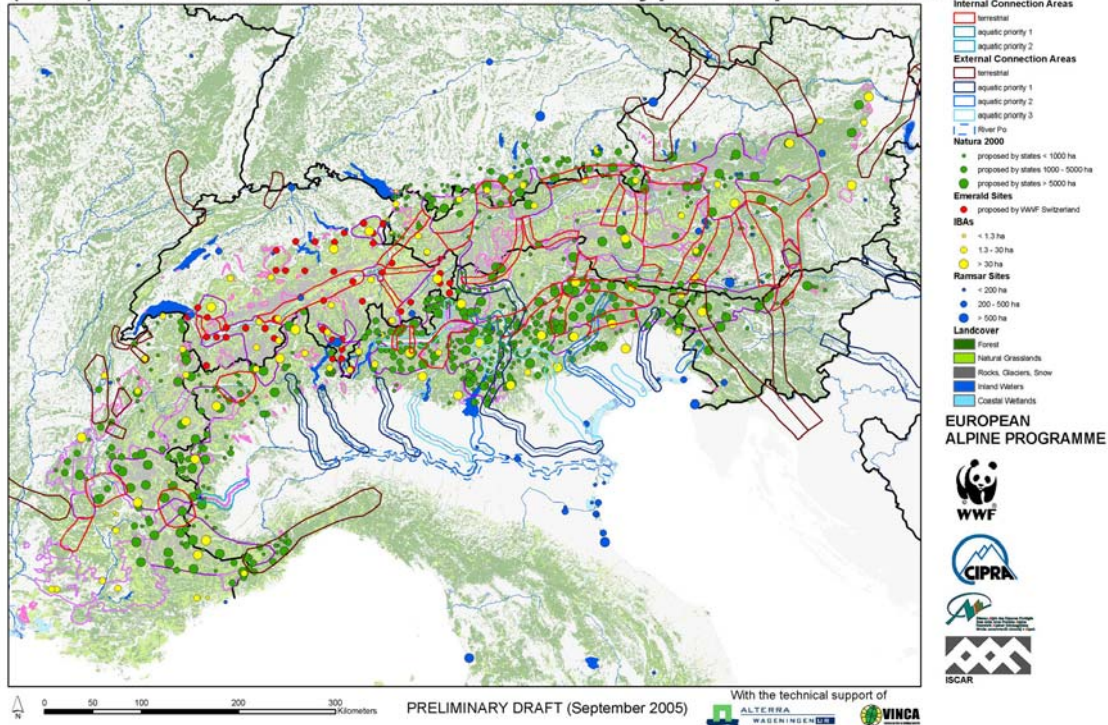 Internal Connection Areas
terrestrial
aquatic priority 1
aquatic priority 2
External Connection Areas
terrestrial
aquatic priority 1
aquatic priority 2
aquatic priority 3
River Po
Natura 2000
proposed by states < 1000 ha
proposed by states 1000 - 5000 ha
proposed by states > 5000 ha
Emerald Sites
proposed by WWF Switzerland
IBAs
< 1.3 ha
1.3 - 30 ha
> 30 ha
Ramsar Sites
< 200 ha
200 - 500 ha
> 500 ha
Landcover
Forest
Natural Grasslands
Rocks, Glaciers, Snow
Inland Waters
Coastal Wetlands
EUROPEAN
ALPINE PROGRAMME
WWF
CIPRA
ISCAR
N
0 50 100 200 300
Kilometers
PRELIMINARY DRAFT (September 2005)
With the technical support of
ALTERRA
WAGENINGEN UR
VINCA